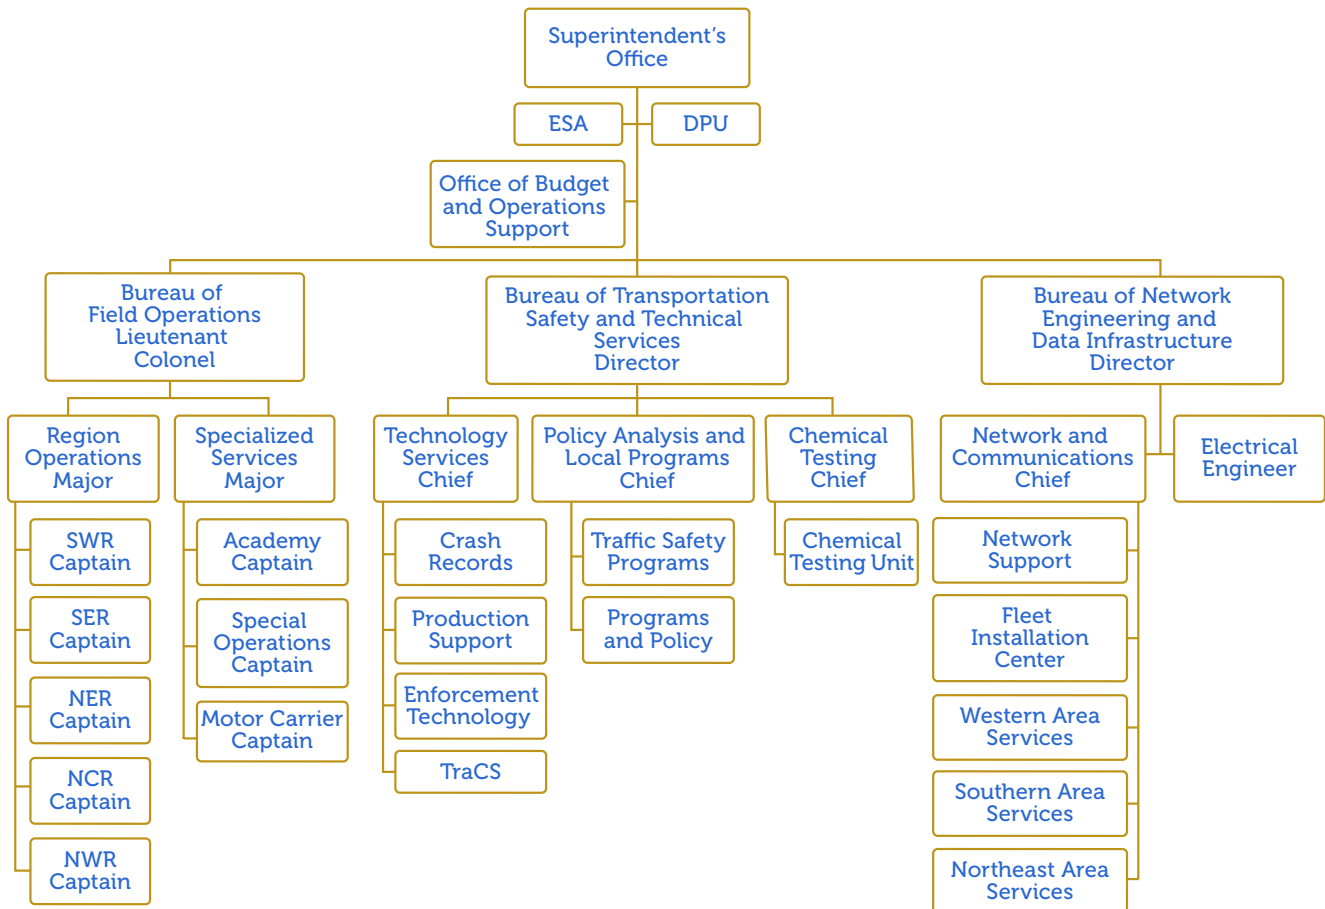 Superintendent's
Office
ESA
DPU
Office of Budget
and Operations
Support
Bureau of
Field Operations
Lieutenant
Colonel
Bureau of Transportation
Safety and Technical
Services
Director
Bureau of Network
Engineering and
Data Infrastructure
Director
Region
Operations
Major
Specialized
Services
Major
Technology
Services
Chief
Policy Analysis and
Local Programs
Chief
Chemical
Testing
Chief
Network and
Communications
Chief
Electrical
Engineer
SWR
Captain
SER
Captain
NER
Captain
NCR
Captain
NWR
Captain
Academy
Captain
Special
Operations
Captain
Motor Carrier
Captain
Crash
Records
Production
Support
Enforcement
Technology
TraCS
Traffic Safety
Programs
Programs
and Policy
Chemical
Testing Unit
Network
Support
Fleet
Installation
Center
Western Area
Services
Southern Area
Services
Northeast Area
Services